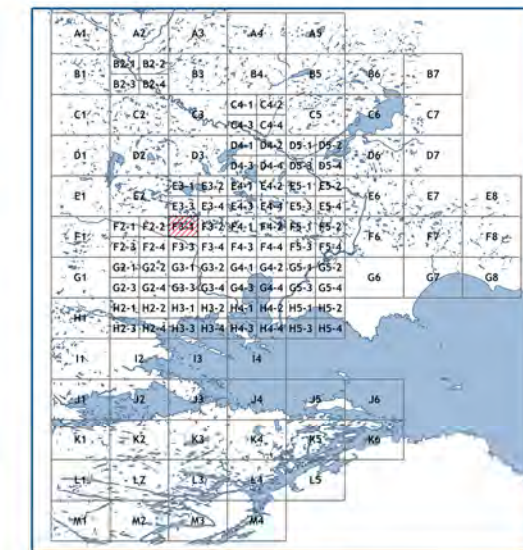 A1 A2 A3 A4 A5
B1 B2-1 B2-2 B3 B4 B5 B6 B7
B2-3 B2-4
C1 C2 C3 C4-1 C4-2 C5 C6 C7
C4-3 C4-4
D1 D2 D3 D4-1 D4-2 D5-1 D5-2 D6 D7
D4-3 D4-4 D5-3 D5-4
E1 E2 E3-1 E3-2 E4-1 E4-2 E5-1 E5-2 E6 E7 E8
E3-3 E3-4 E4-3 E4-4 E5-3 E5-4
F1 F2-1 F2-2 F3-1 F3-2 F4-1 F4-2 F5-1 F5-2 F6 F7 F8
F2-3 F2-4 F3-3 F3-4 F4-3 F4-4 F5-3 F5-4
G1 G2-1 G2-2 G3-1 G3-2 G4-1 G4-2 G5-1 G5-2 G6 G7 G8
G2-3 G2-4 G3-3 G3-4 G4-3 G4-4 G5-3 G5-4
H1 H2-1 H2-2 H3-1 H3-2 H4-1 H4-2 H5-1 H5-2
H2-3 H2-4 H3-3 H3-4 H4-3 H4-4 H5-3 H5-4
I1 I2 I3 I4
J1 J2 J3 J4 J5 J6
K1 K2 K3 K4 K5 K6
L1 L2 L3 L4 L5
M1 M2 M3 M4